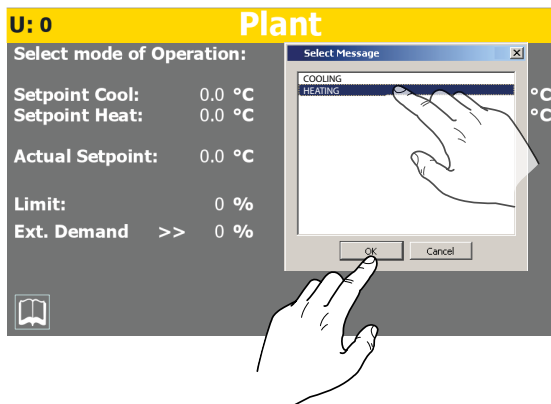 U: 0 Plant
Select mode of Operation:
Select Message
COOLING
HEATING
Setpoint Cool: 0.0 °C °C
Setpoint Heat: 0.0 °C °C
Actual Setpoint: 0.0 °C
Limit: 0 %
Ext. Demand >> 0 %
OK Cancel